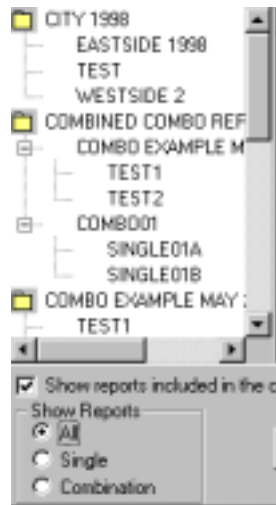 CITY 1998
EASTSIDE 1998
TEST
WESTSIDE 2
COMBINED COMBO REF
COMBO EXAMPLE M
TEST1
TEST2
COMBO01
SINGLE01A
SINGLE01B
COMBO EXAMPLE MAY
TEST1
Show reports included in the c
Show Reports
All
Single
Combination